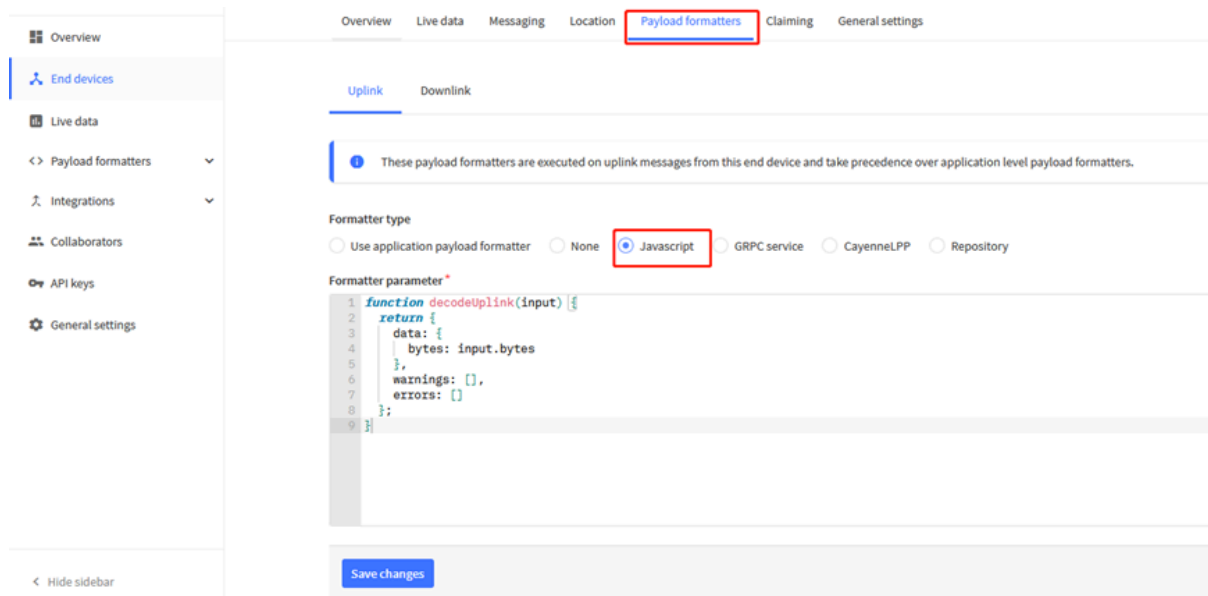 Overview Live data Messaging Location Payload formatters Claiming General settings
Overview
End devices
Live data
<> Payload formatters
Integrations
Collaborators
API keys
General settings
Hide sidebar
Uplink Downlink
These payload formatters are executed on uplink messages from this end device and take precedence over application level payload formatters.
Formatter type
Use application payload formatter None Javascript GRPC service CayenneLPP Repository
Formatter parameter*
1 function decodeUplink(input) {
2 return {
3 data: {
4 bytes: input.bytes
5 },
6 warnings: [],
7 errors: []
8 };
9 }
Save changes